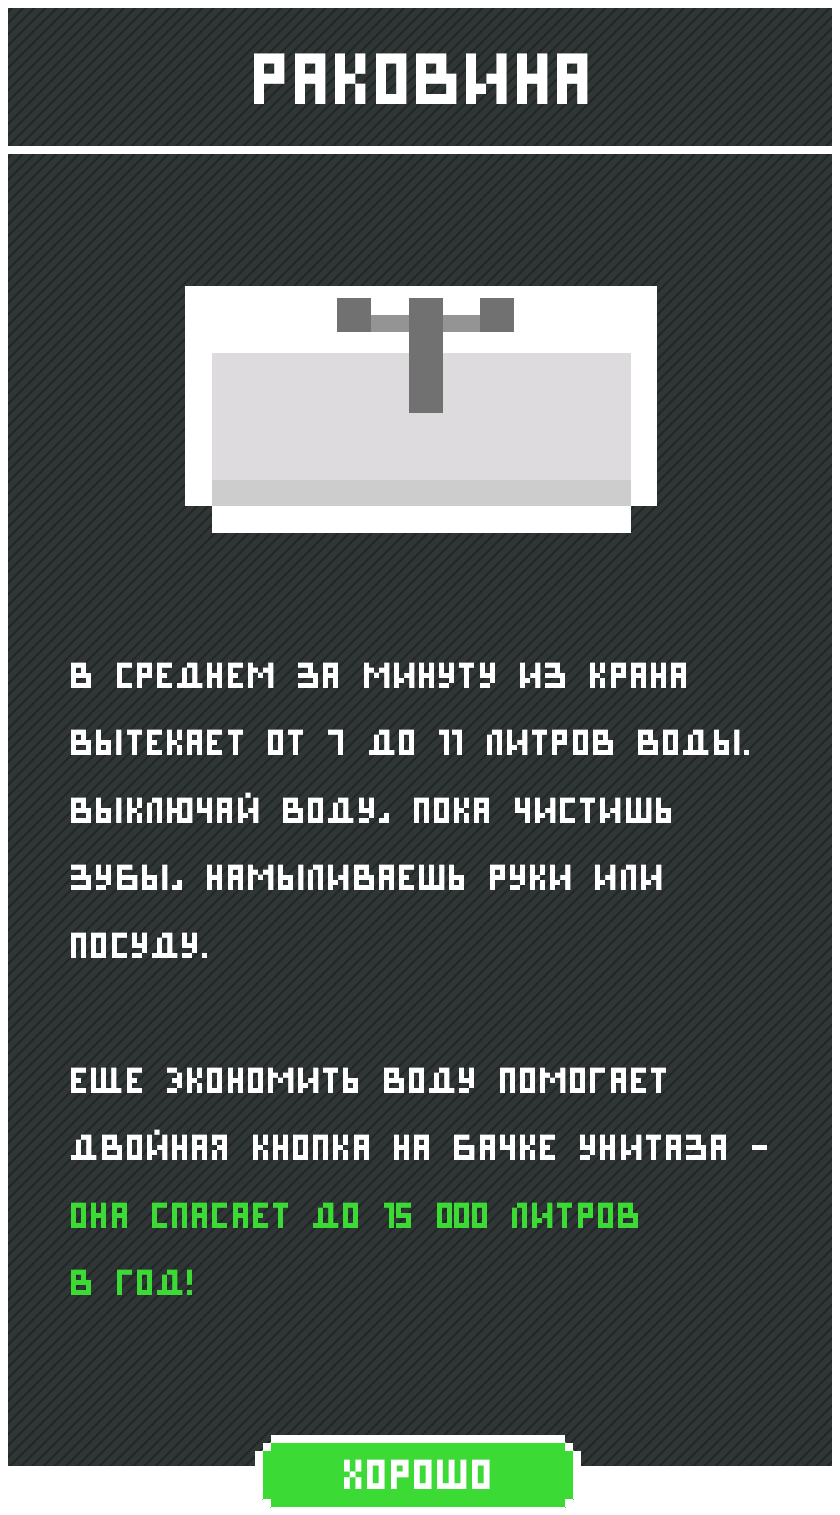 РАКОВИНА
В СРЕДНЕМ ЗА МИНУТУ ИЗ КРАНА
ВЫТЕКАЕТ ОТ 7 ДО 11 ЛИТРОВ ВОДЫ.
ВЫКЛЮЧАЙ ВОДУ, ПОКА ЧИСТИШЬ
ЗУБЫ, НАМЫЛИВАЕШЬ РУКИ ИЛИ
ПОСУДУ.
ЕЩЕ ЭКОНОМИТЬ ВОДУ ПОМОГАЕТ
ДВОЙНАЯ КНОПКА НА БАЧКЕ УНИТАЗА –
ОНА СПАСАЕТ ДО 15 000 ЛИТРОВ
В ГОД!
ХОРОШО